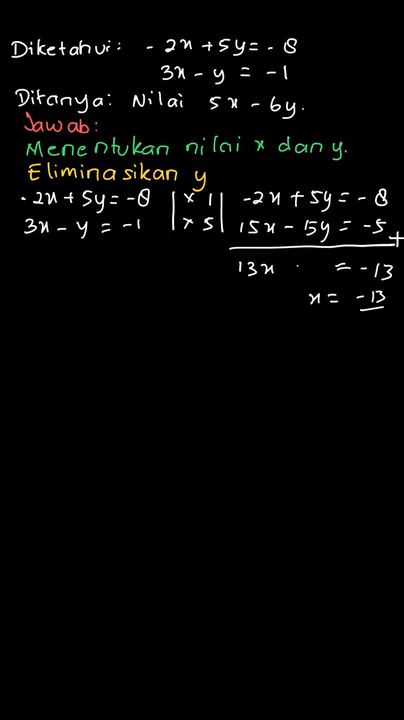 Diketahui: - 2x + 5y = - 8
3x - y = -1
Ditanya: Nilai 5x - 6y.
Jawab:
Menentukan nilai x dan y.
Eliminasikan y
- 2x + 5y = -8 | x 1 | -2x + 5y = - 8
3x - y = -1 | x 5 | 15x - 5y = -5 +
13x = -13
x = -13